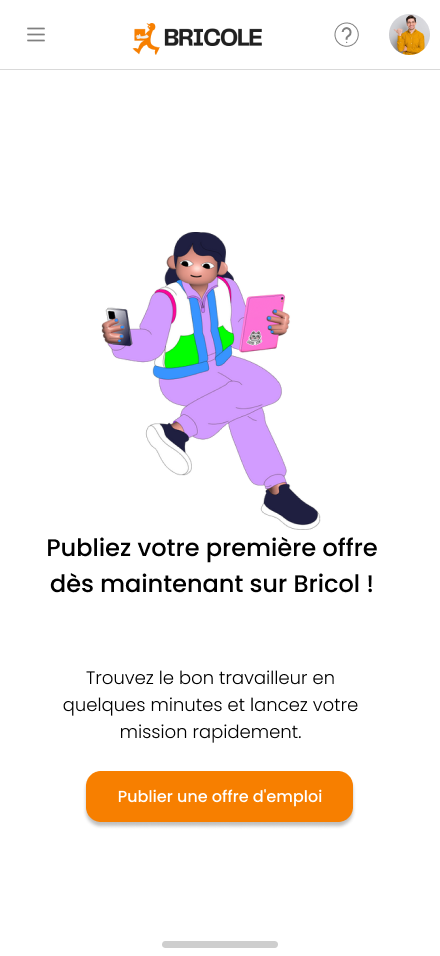 BRICOLE
Publiez votre première offre
dès maintenant sur Bricol !
Trouvez le bon travailleur en
quelques minutes et lancez votre
mission rapidement.
Publier une offre d'emploi